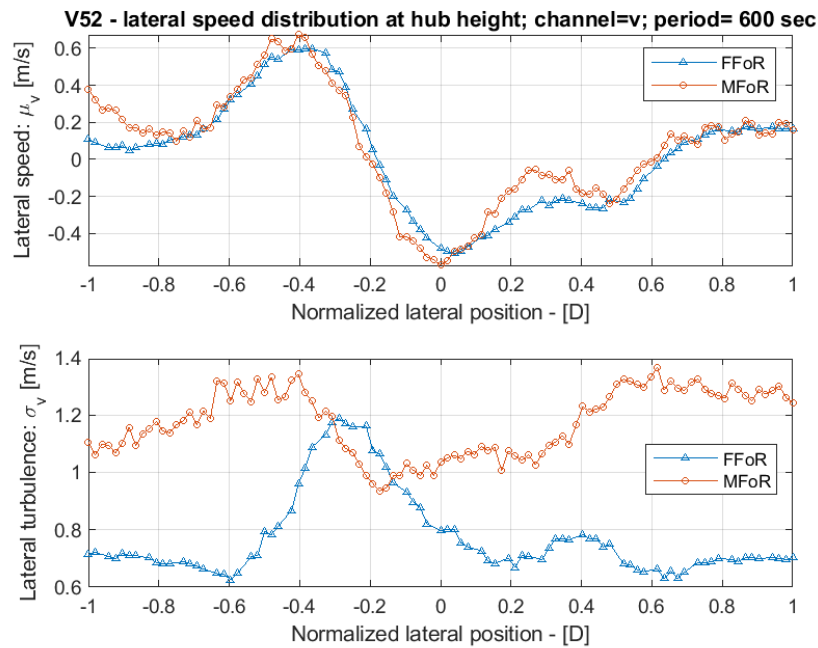 V52 - lateral speed distribution at hub height; channel=v; period= 600 sec
Lateral speed: μv [m/s]
0.6
0.4
0.2
0
-0.2
-0.4
FFoR
MFoR
-1 -0.8 -0.6 -0.4 -0.2 0 0.2 0.4 0.6 0.8 1
Normalized lateral position - [D]
Lateral turbulence: σv [m/s]
1.4
1.2
1
0.8
0.6
FFoR
MFoR
-1 -0.8 -0.6 -0.4 -0.2 0 0.2 0.4 0.6 0.8 1
Normalized lateral position - [D]